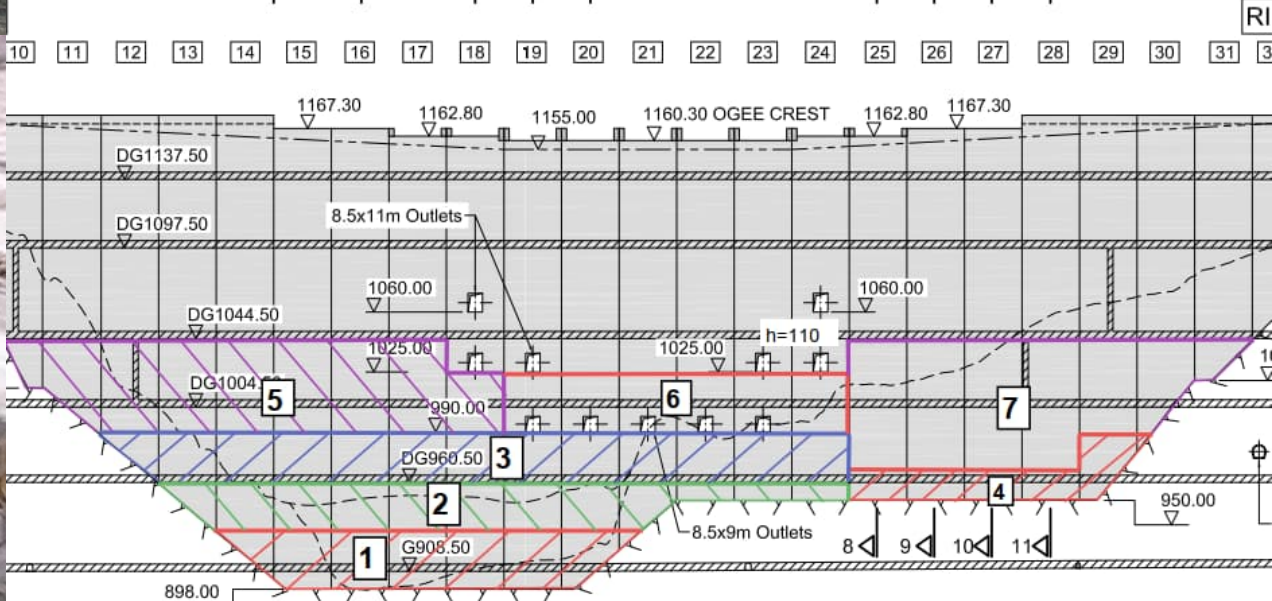 RI
10 11 12 13 14 15 16 17 18 19 20 21 22 23 24 25 26 27 28 29 30 31
1167.30 1162.80 1155.00 1160.30 OGEE CREST 1162.80 1167.30
DG1137.50
DG1097.50
8.5x11m Outlets
1060.00 1060.00
DG1044.50
h=110
1025.00 1025.00
DG1004.5
5 6 7
990.00
3
DG960.50
4
2
950.00
8.5x9m Outlets
8 9 10 11
1
G908.50
898.00